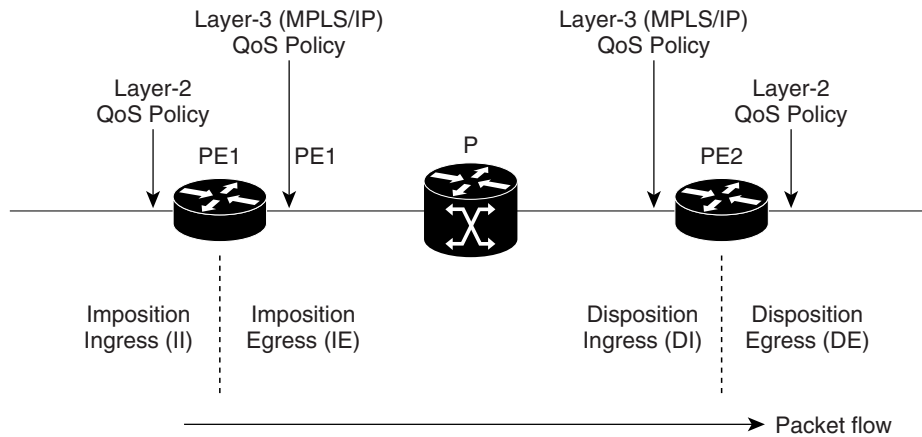 Layer-3 (MPLS/IP)
QoS Policy
Layer-3 (MPLS/IP)
QoS Policy
Layer-2
QoS Policy
Layer-2
QoS Policy
PE1
PE1
P
PE2
Imposition
Ingress (II)
Imposition
Egress (IE)
Disposition
Ingress (DI)
Disposition
Egress (DE)
Packet flow